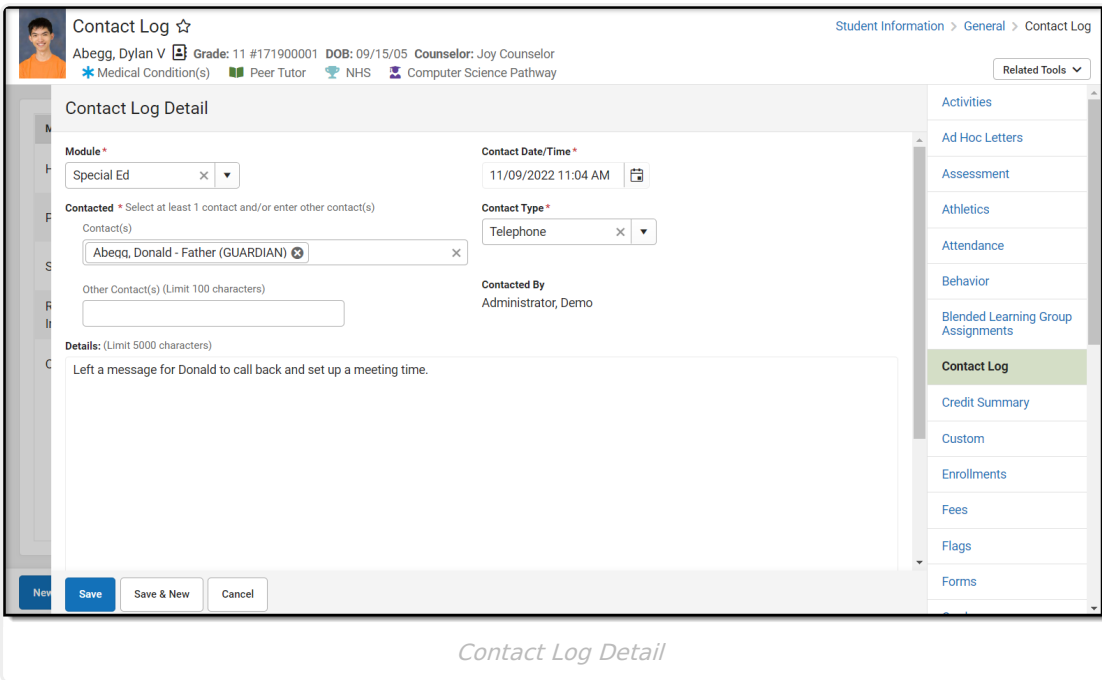 Contact Log
Student Information > General > Contact Log
Abegg, Dylan V Grade: 11 #171900001 DOB: 09/15/05 Counselor: Joy Counselor
Medical Condition(s) Peer Tutor NHS Computer Science Pathway
Related Tools
Contact Log Detail
Module*
Special Ed
Contact Date/Time*
11/09/2022 11:04 AM
Contacted * Select at least 1 contact and/or enter other contact(s)
Contact(s)
Abegg, Donald - Father (GUARDIAN)
Contact Type*
Telephone
Other Contact(s) (Limit 100 characters)
Contacted By
Administrator, Demo
Details: (Limit 5000 characters)
Left a message for Donald to call back and set up a meeting time.
New
Save
Save & New
Cancel
Activities
Ad Hoc Letters
Assessment
Athletics
Attendance
Behavior
Blended Learning Group
Assignments
Contact Log
Credit Summary
Custom
Enrollments
Fees
Flags
Forms
Contact Log Detail